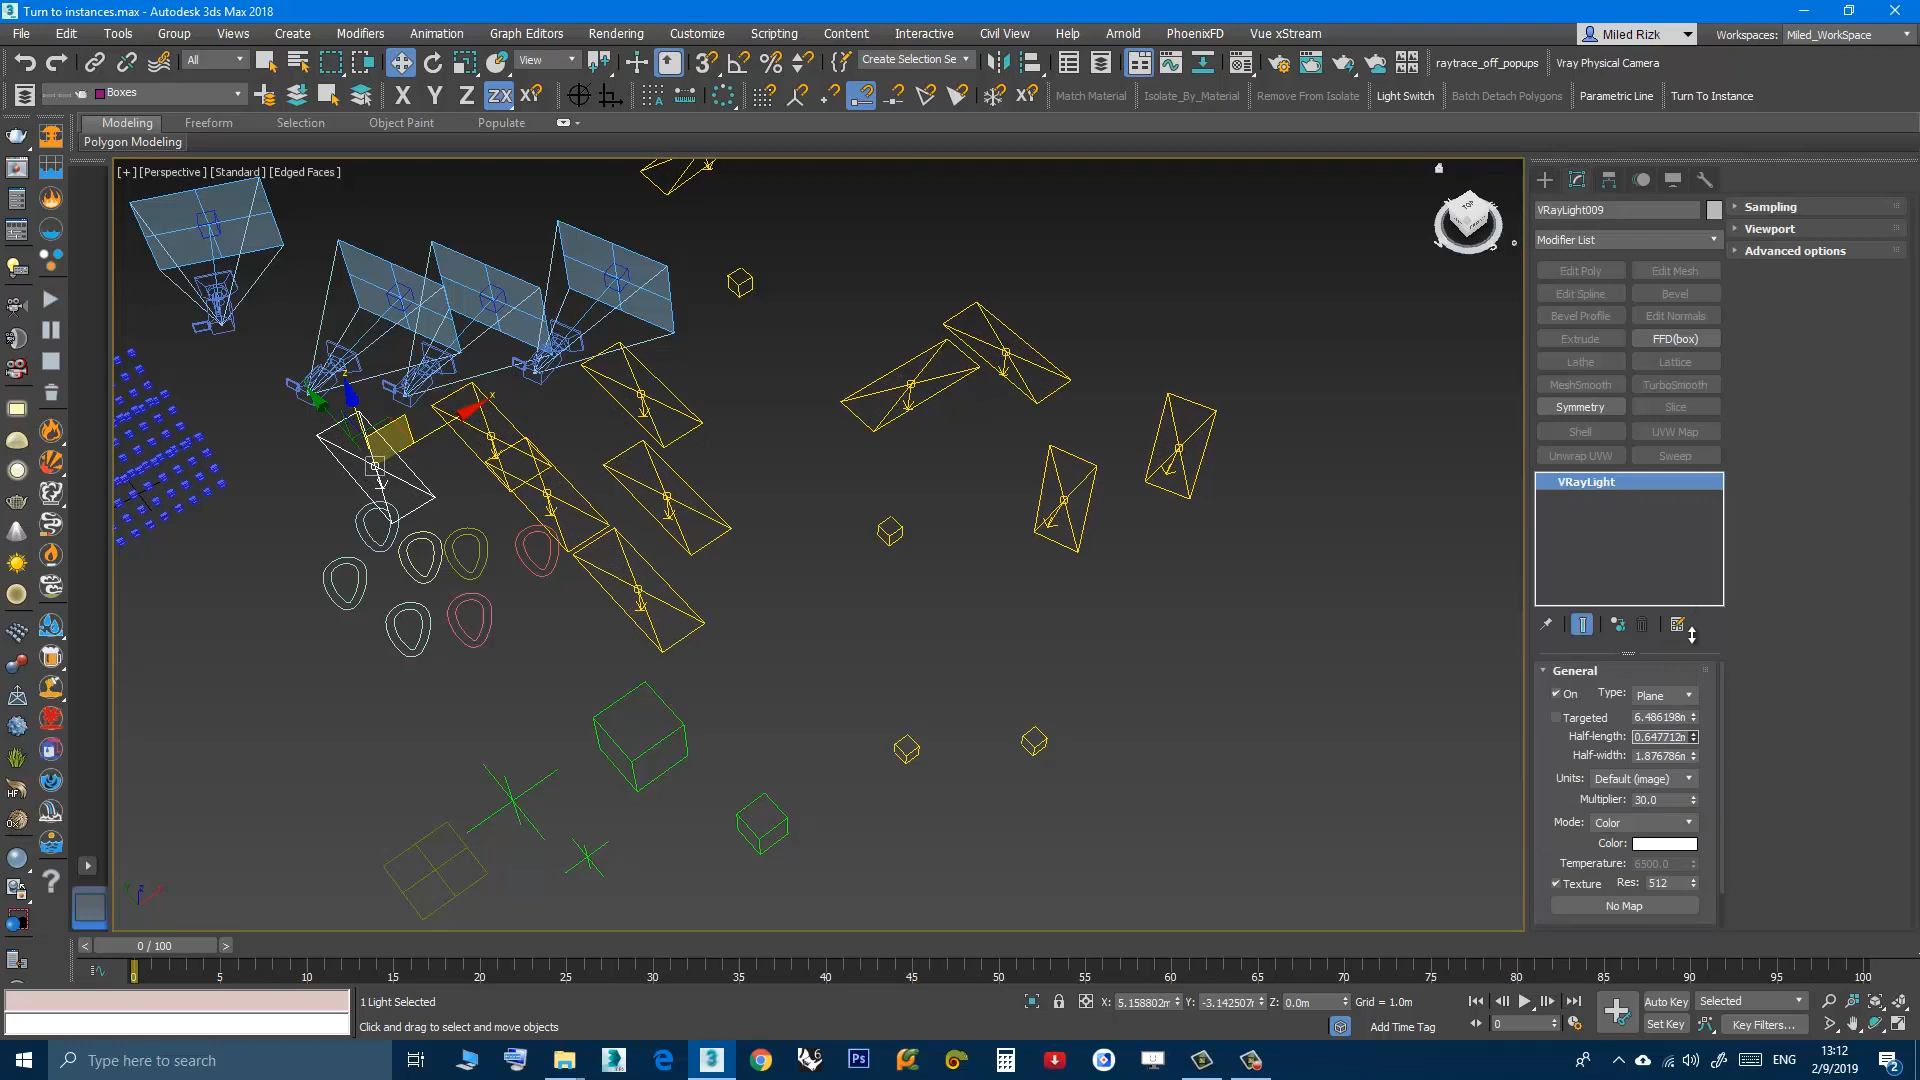 Turn to instances.max - Autodesk 3ds Max 2018
File Edit Tools Group Views Create Modifiers Animation Graph Editors Rendering Customize Scripting Content Interactive Civil View Help Arnold PhoenixFD Vue xStream Miled Rizk Workspaces: Miled_WorkSpace
All View Create Selection Se raytrace_off_popups Vray Physical Camera
Boxes X Y Z ZX XY XY Match Material Isolate_By_Material Remove From Isolate Light Switch Batch Detach Polygons Parametric Line Turn To Instance
Modeling Freeform Selection Object Paint Populate
Polygon Modeling
[+] [Perspective] [Standard] [Edged Faces]
VRayLight009
Modifier List
Edit Poly Edit Mesh
Edit Spline Bevel
Bevel Profile Edit Normals
Extrude FFD(box)
Lathe Lattice
MeshSmooth TurboSmooth
Symmetry Slice
Shell UVW Map
Unwrap UVW Sweep
VRayLight
Sampling
Viewport
Advanced options
General
On Type: Plane
Targeted 6.486198m
Half-length: 0.647712m
Half-width: 1.876786m
Units: Default (image)
Multiplier: 30.0
Mode: Color
Color:
Temperature: 6500.0
Texture Res: 512
No Map
TOP
x
z
HF
< 0 / 100 >
0 5 10 15 20 25 30 35 40 45 50 55 60 65 70 75 80 85 90 95 100
1 Light Selected
Click and drag to select and move objects
X: 5.158802m Y: -3.142507m Z: 0.0m Grid = 1.0m
Add Time Tag
0
Auto Key Selected
Set Key Key Filters...
Type here to search
3
6
Ps
ENG
13:12
2/9/2019
2